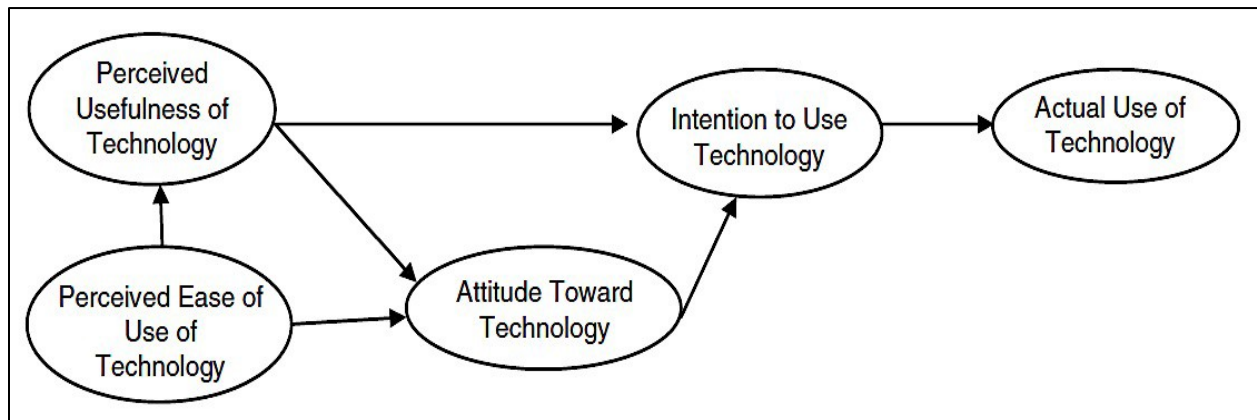 Perceived
Usefulness of
Technology
Intention to Use
Technology
Actual Use of
Technology
Perceived Ease of
Use of
Technology
Attitude Toward
Technology